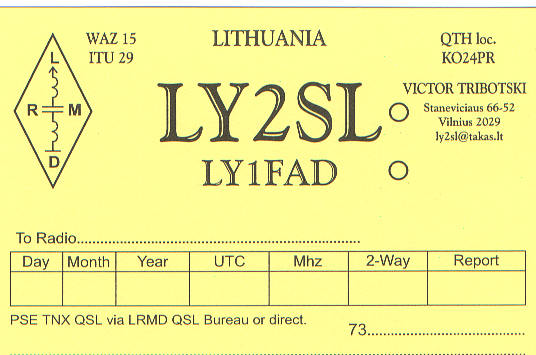 WAZ 15
ITU 29
LITHUANIA
QTH loc.
KO24PR
L
R M
D
VICTOR TRIBOTSKI
Staneviciaus 66-52
Vilnius 2029
ly2sl@takas.lt
LY2SL
LY1FAD
To Radio..................................................................
Day Month Year UTC Mhz 2-Way Report
PSE TNX QSL via LRMD QSL Bureau or direct.
73....................................